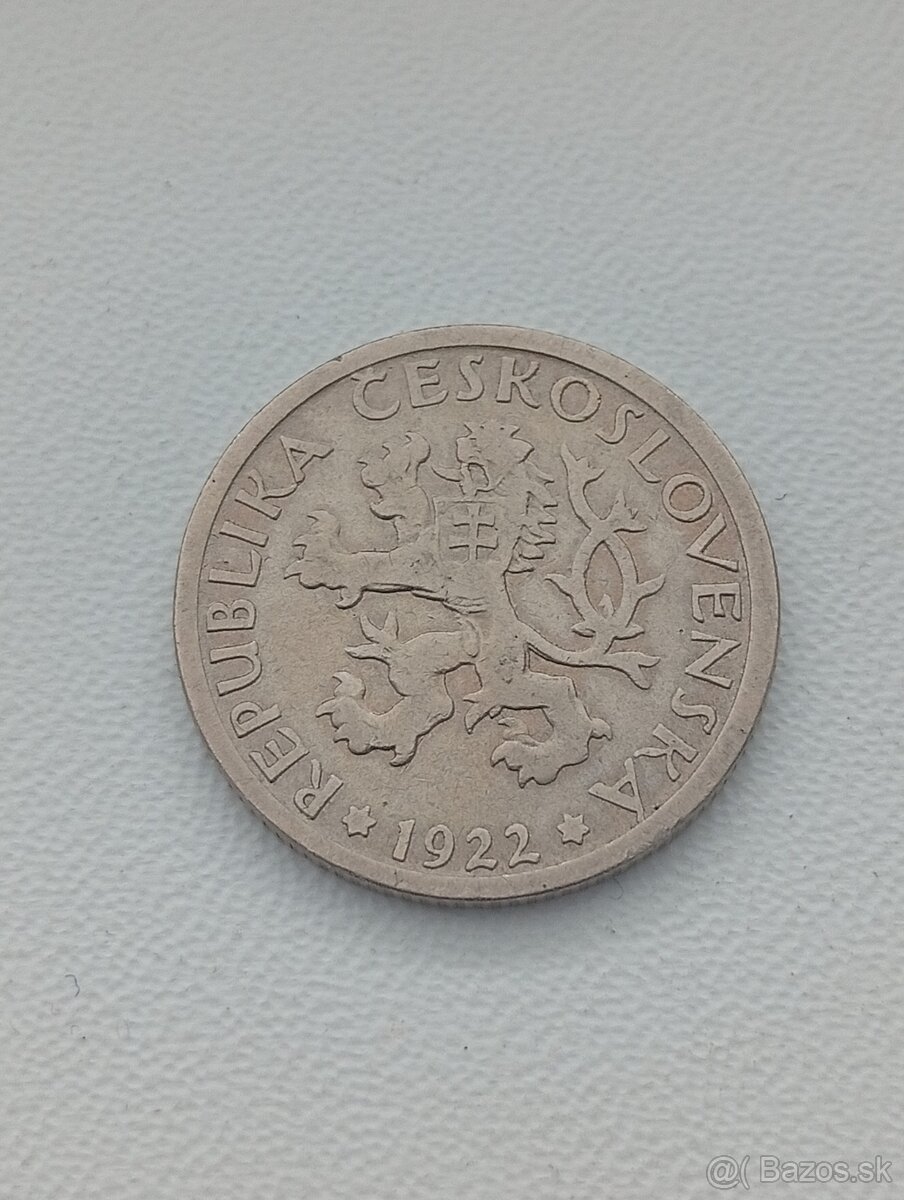 REPUBLIKA ČESKOSLOVENSKÁ
* 1922 *
@( Bazos.sk